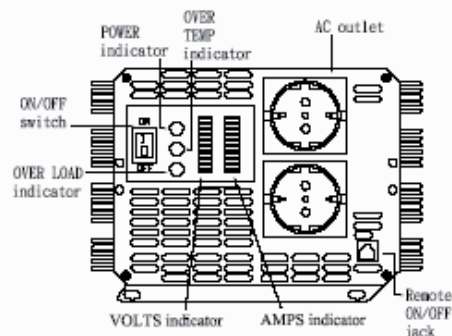 OVER
TEMP
indicator
POWER
indicator
AC outlet
ON/OFF
switch
ON
OFF
OVER LOAD
indicator
VOLTS indicator
AMPS indicator
Remote
ON/OFF
jack